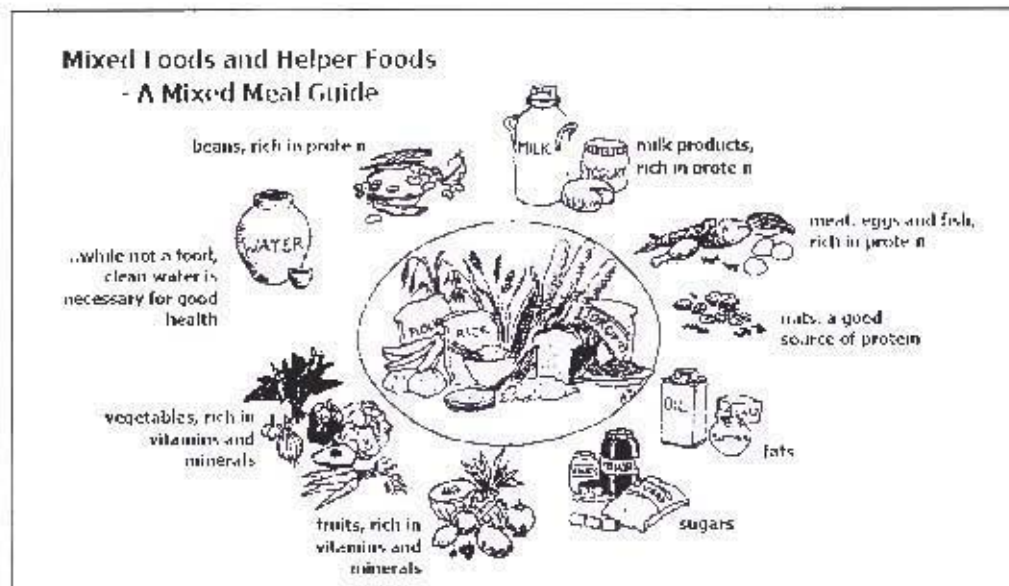 Mixed Foods and Helper Foods
- A Mixed Meal Guide
beans, rich in protein
MILK
YOGURT
milk products,
rich in protein
WATER
...while not a food,
clean water is
necessary for good
health
meat, eggs and fish,
rich in protein
FLOUR
RICE
nuts, a good
source of protein
OIL
fats
vegetables, rich in
vitamins and
minerals
fruits, rich in
vitamins and
minerals
sugars